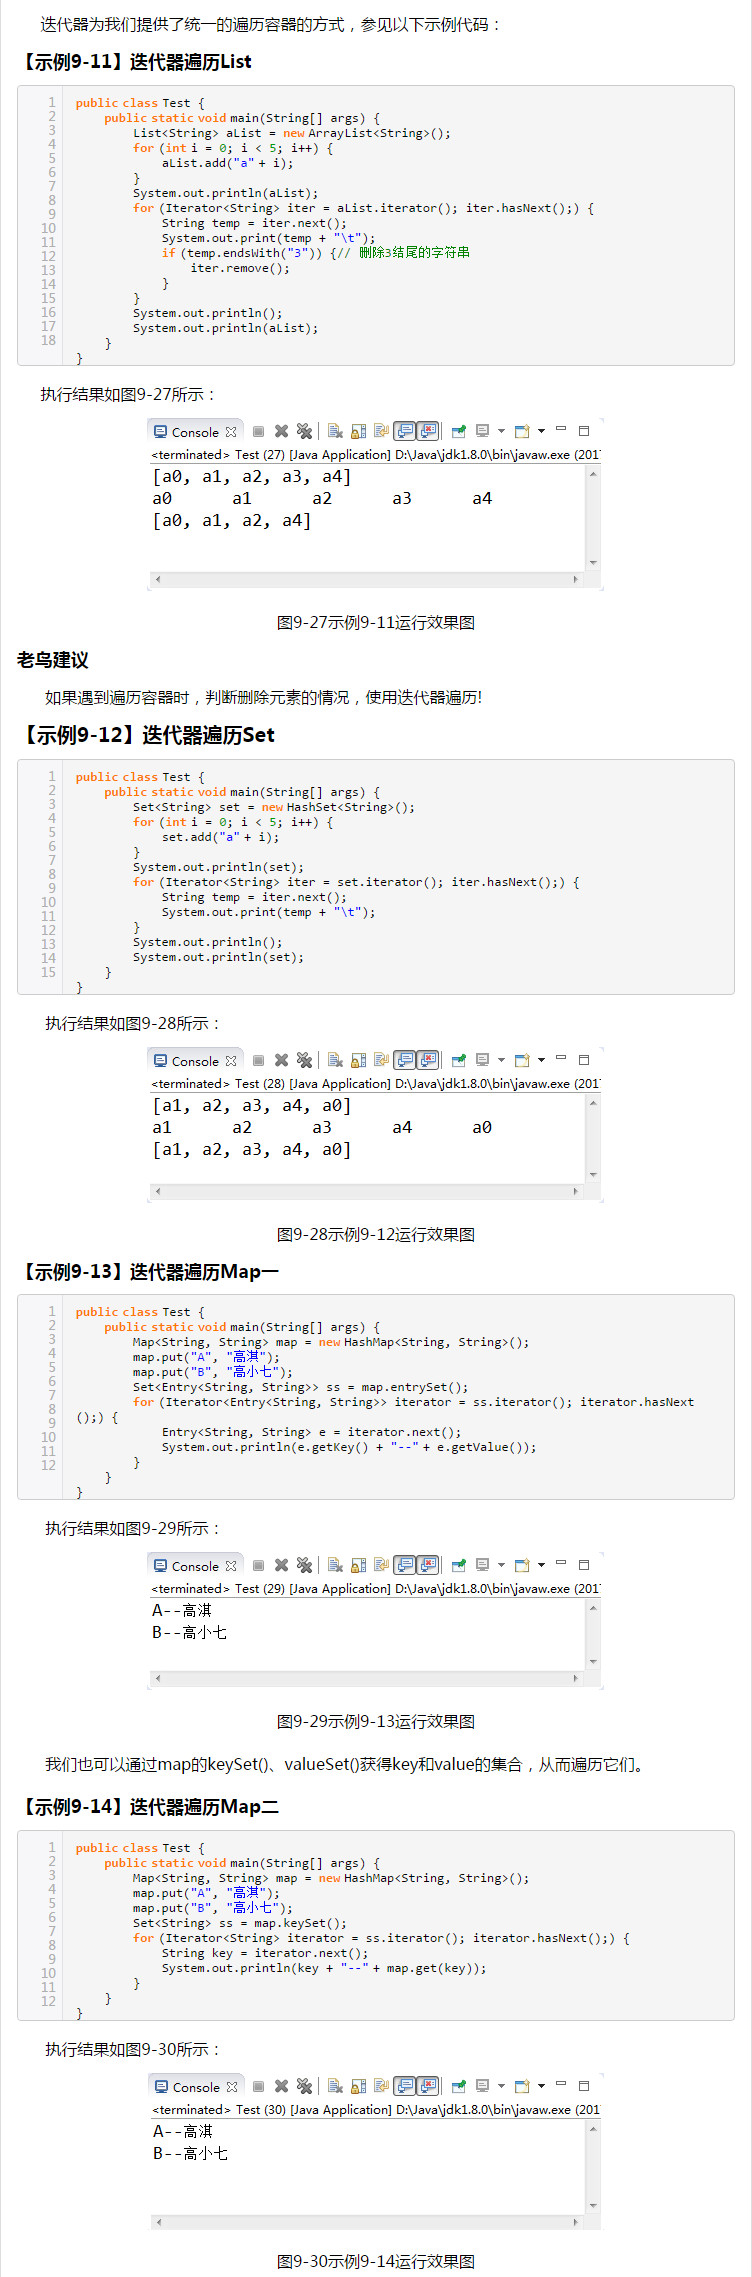 迭代器为我们提供了统一的遍历容器的方式，参见以下示例代码：
【示例9-11】迭代器遍历List
1 public class Test {
2     public static void main(String[] args) {
3         List<String> aList = new ArrayList<String>();
4         for (int i = 0; i < 5; i++) {
5             aList.add("a" + i);
6         }
7         System.out.println(aList);
8         for (Iterator<String> iter = aList.iterator(); iter.hasNext();) {
9             String temp = iter.next();
10             System.out.print(temp + "\t");
11             if (temp.endsWith("3")) {// 删除3结尾的字符串
12                 iter.remove();
13             }
14         }
15         System.out.println();
16         System.out.println(aList);
17     }
18 }
执行结果如图9-27所示：
Console
<terminated> Test (27) [Java Application] D:\Java\jdk1.8.0\bin\javaw.exe (201
[a0, a1, a2, a3, a4]
a0 a1 a2 a3 a4
[a0, a1, a2, a4]
图9-27示例9-11运行效果图
老鸟建议
如果遇到遍历容器时，判断删除元素的情况，使用迭代器遍历!
【示例9-12】迭代器遍历Set
1 public class Test {
2     public static void main(String[] args) {
3         Set<String> set = new HashSet<String>();
4         for (int i = 0; i < 5; i++) {
5             set.add("a" + i);
6         }
7         System.out.println(set);
8         for (Iterator<String> iter = set.iterator(); iter.hasNext();) {
9             String temp = iter.next();
10             System.out.print(temp + "\t");
11         }
12         System.out.println();
13         System.out.println(set);
14     }
15 }
执行结果如图9-28所示：
Console
<terminated> Test (28) [Java Application] D:\Java\jdk1.8.0\bin\javaw.exe (201
[a1, a2, a3, a4, a0]
a1 a2 a3 a4 a0
[a1, a2, a3, a4, a0]
图9-28示例9-12运行效果图
【示例9-13】迭代器遍历Map一
1 public class Test {
2     public static void main(String[] args) {
3         Map<String, String> map = new HashMap<String, String>();
4         map.put("A", "高淇");
5         map.put("B", "高小七");
6         Set<Entry<String, String>> ss = map.entrySet();
7         for (Iterator<Entry<String, String>> iterator = ss.iterator(); iterator.hasNext
8 ();) {
9             Entry<String, String> e = iterator.next();
10             System.out.println(e.getKey() + "--" + e.getValue());
11         }
12     }
}
执行结果如图9-29所示：
Console
<terminated> Test (29) [Java Application] D:\Java\jdk1.8.0\bin\javaw.exe (201
A--高淇
B--高小七
图9-29示例9-13运行效果图
我们也可以通过map的keySet()、valueSet()获得key和value的集合，从而遍历它们。
【示例9-14】迭代器遍历Map二
1 public class Test {
2     public static void main(String[] args) {
3         Map<String, String> map = new HashMap<String, String>();
4         map.put("A", "高淇");
5         map.put("B", "高小七");
6         Set<String> ss = map.keySet();
7         for (Iterator<String> iterator = ss.iterator(); iterator.hasNext();) {
8             String key = iterator.next();
9             System.out.println(key + "--" + map.get(key));
10         }
11     }
12 }
执行结果如图9-30所示：
Console
<terminated> Test (30) [Java Application] D:\Java\jdk1.8.0\bin\javaw.exe (201
A--高淇
B--高小七
图9-30示例9-14运行效果图